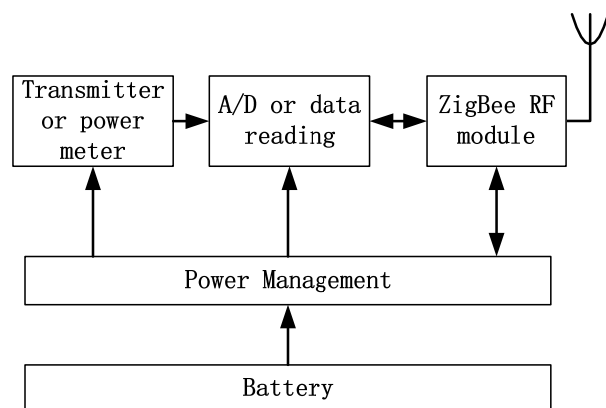 Transmitter
or power
meter
A/D or data
reading
ZigBee RF
module
Power Management
Battery